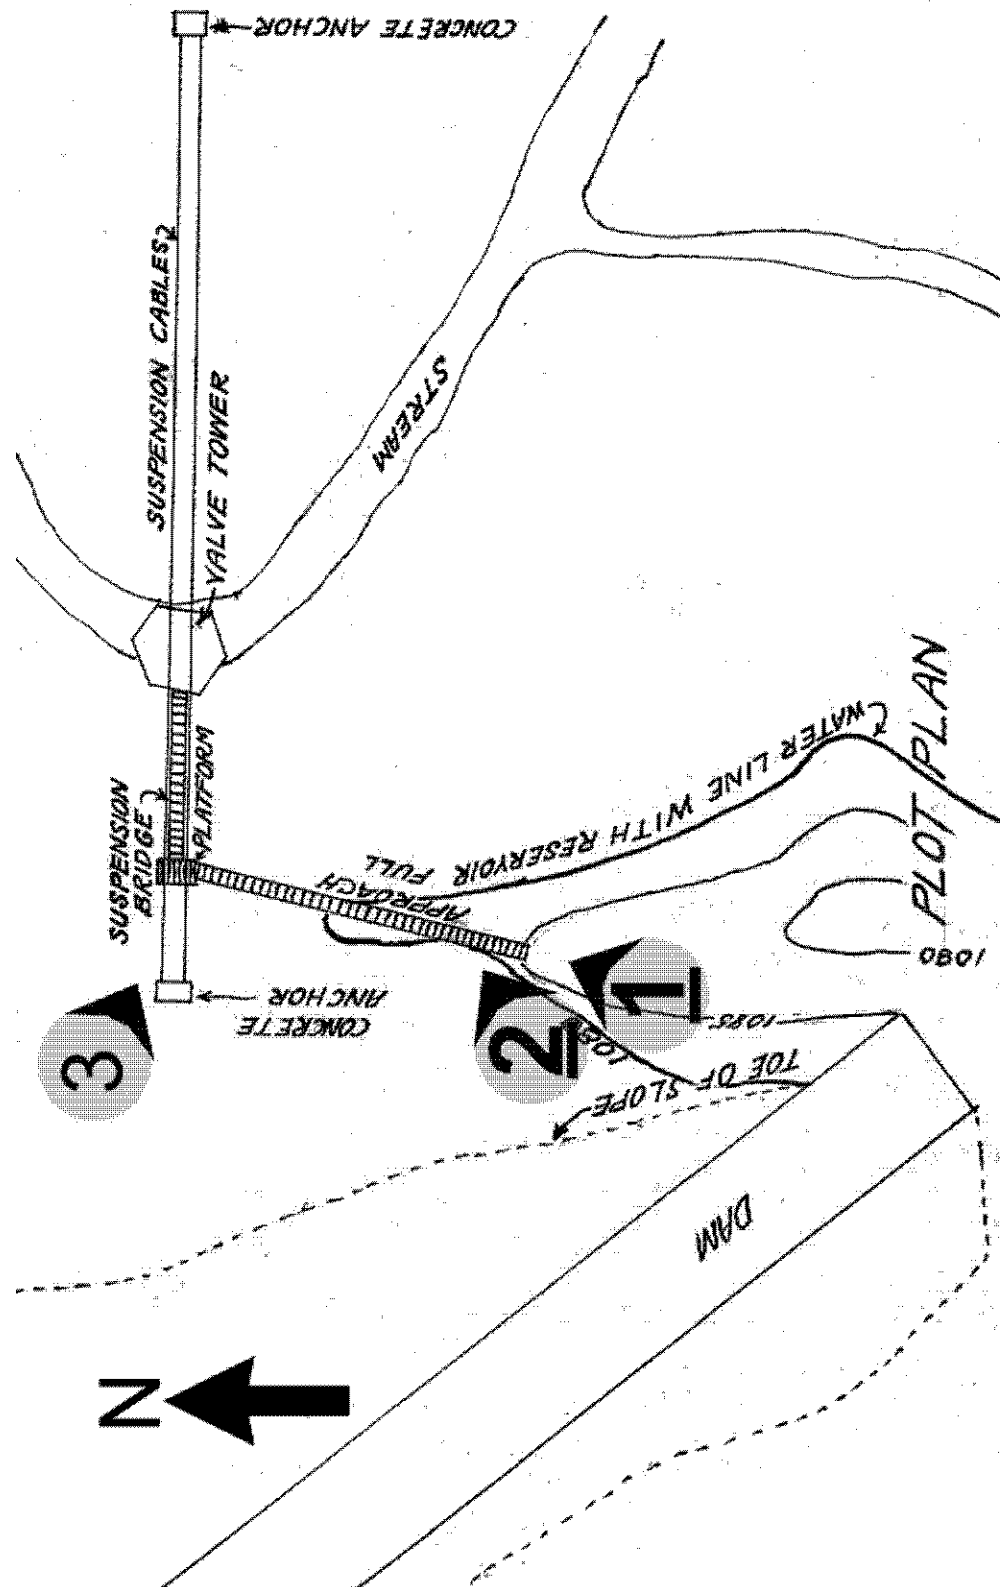 CONCRETE ANCHOR
SUSPENSION CABLES
VALVE TOWER
STREAM
SUSPENSION
BRIDGE
PLATFORM
APPROACH
WATER LINE WITH RESERVOIR
FULL
PLOT PLAN
1080
CONCRETE
ANCHOR
3
2
1
1085
TOE OF SLOPE
DAM
N